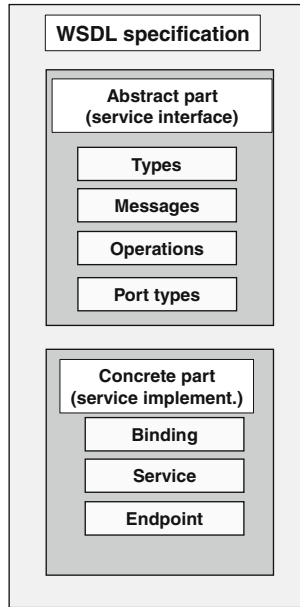 WSDL specification
Abstract part
(service interface)
Types
Messages
Operations
Port types
Concrete part
(service implement.)
Binding
Service
Endpoint